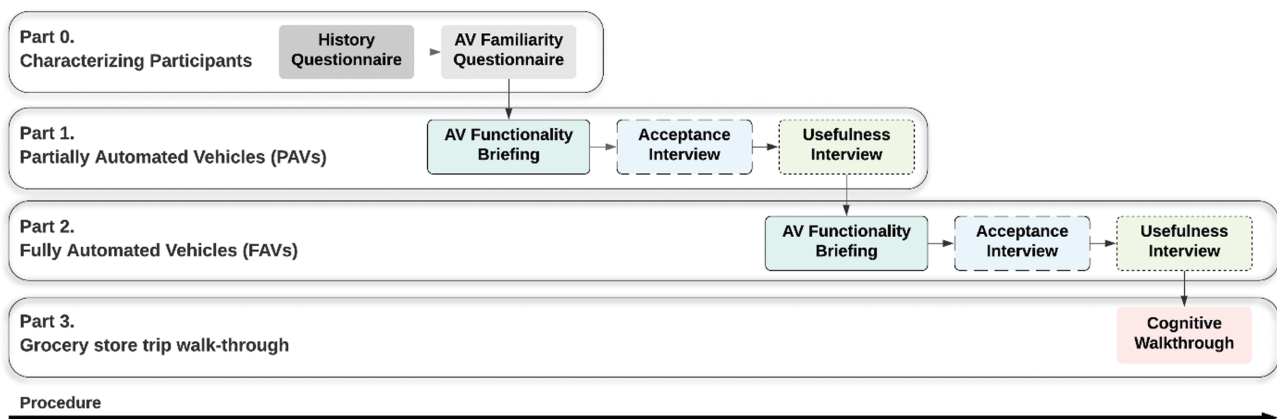 Part 0.
Characterizing Participants
History
Questionnaire
AV Familiarity
Questionnaire
Part 1.
Partially Automated Vehicles (PAVs)
AV Functionality
Briefing
Acceptance
Interview
Usefulness
Interview
Part 2.
Fully Automated Vehicles (FAVs)
AV Functionality
Briefing
Acceptance
Interview
Usefulness
Interview
Part 3.
Grocery store trip walk-through
Cognitive
Walkthrough
Procedure